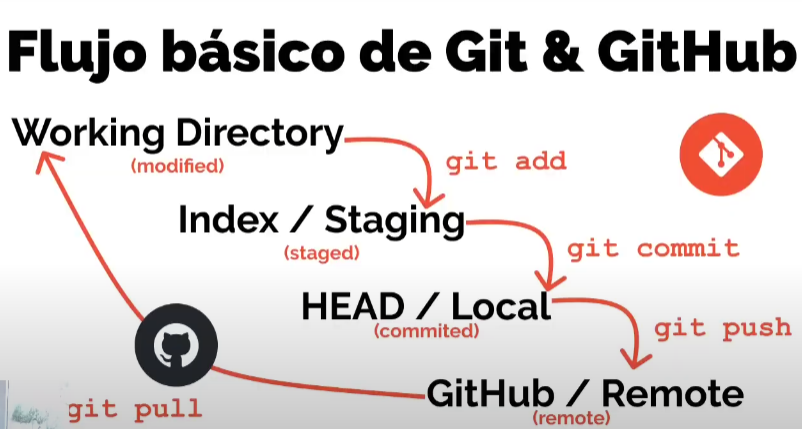 Flujo básico de Git & GitHub
Working Directory
(modified)
git add
Index / Staging
(staged)
git commit
HEAD / Local
(commited)
git push
GitHub / Remote
(remote)
git pull